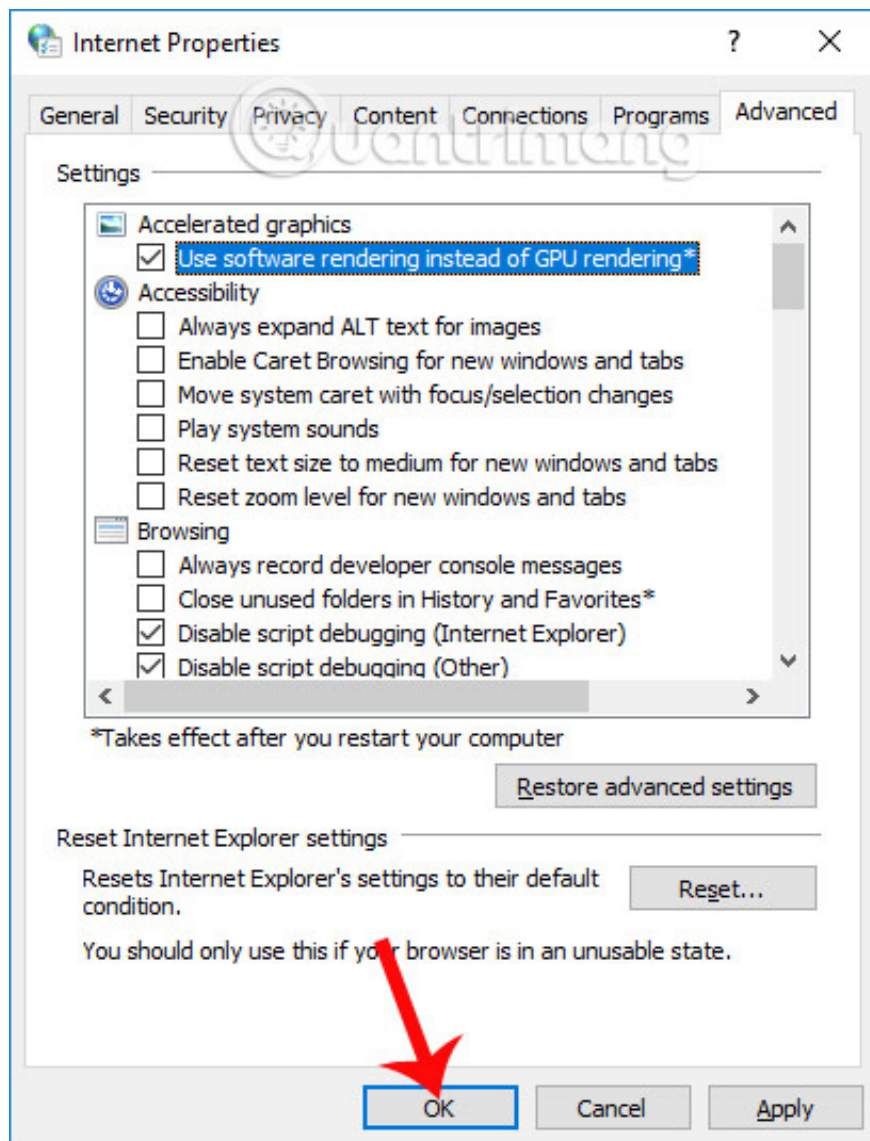 Internet Properties
?
General Security Privacy Content Connections Programs Advanced
Quantrimang
Settings
Accelerated graphics
Use software rendering instead of GPU rendering*
Accessibility
Always expand ALT text for images
Enable Caret Browsing for new windows and tabs
Move system caret with focus/selection changes
Play system sounds
Reset text size to medium for new windows and tabs
Reset zoom level for new windows and tabs
Browsing
Always record developer console messages
Close unused folders in History and Favorites*
Disable script debugging (Internet Explorer)
Disable script debugging (Other)
*Takes effect after you restart your computer
Restore advanced settings
Reset Internet Explorer settings
Resets Internet Explorer's settings to their default
condition.
Reset...
You should only use this if your browser is in an unusable state.
OK Cancel Apply